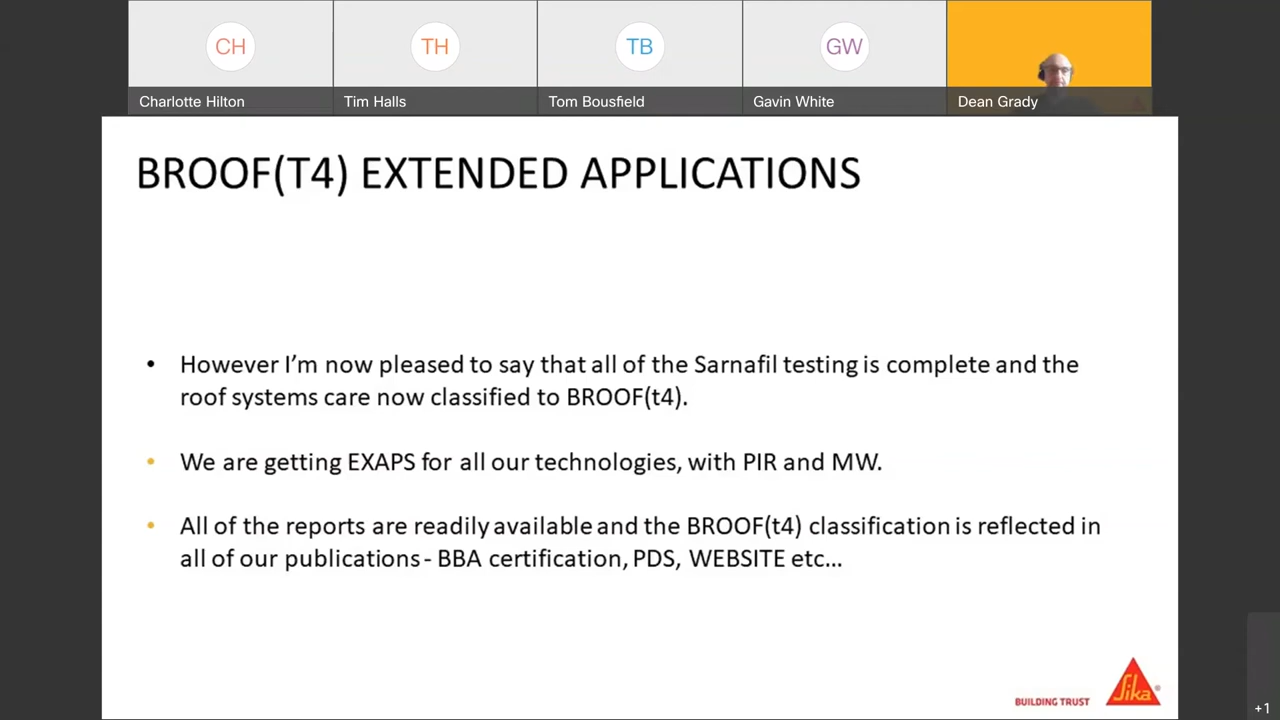 CH
TH
TB
GW
Charlotte Hilton
Tim Halls
Tom Bousfield
Gavin White
Dean Grady
BROOF(T4) EXTENDED APPLICATIONS
• However I’m now pleased to say that all of the Sarnafil testing is complete and the
roof systems care now classified to BROOF(t4).
• We are getting EXAPS for all our technologies, with PIR and MW.
• All of the reports are readily available and the BROOF(t4) classification is reflected in
all of our publications - BBA certification, PDS, WEBSITE etc...
BUILDING TRUST
Sika®
+1